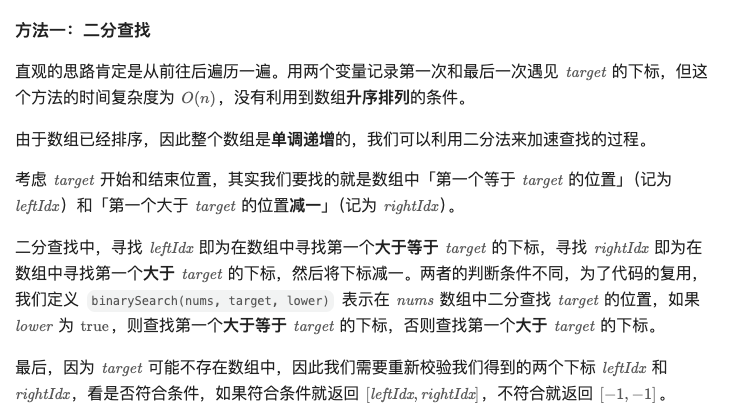 方法一：二分查找
直观的思路肯定是从前往后遍历一遍。用两个变量记录第一次和最后一次遇见 target 的下标，但这
个方法的时间复杂度为 O(n)，没有利用到数组升序排列的条件。
由于数组已经排序，因此整个数组是单调递增的，我们可以利用二分法来加速查找的过程。
考虑 target 开始和结束位置，其实我们要找的就是数组中「第一个等于 target 的位置」（记为
leftIdx）和「第一个大于 target 的位置减一」（记为 rightIdx）。
二分查找中，寻找 leftIdx 即为在数组中寻找第一个大于等于 target 的下标，寻找 rightIdx 即为在
数组中寻找第一个大于 target 的下标，然后将下标减一。两者的判断条件不同，为了代码的复用，
我们定义 binarySearch(nums, target, lower) 表示在 nums 数组中二分查找 target 的位置，如果
lower 为 true，则查找第一个大于等于 target 的下标，否则查找第一个大于 target 的下标。
最后，因为 target 可能不存在数组中，因此我们需要重新校验我们得到的两个下标 leftIdx 和
rightIdx，看是否符合条件，如果符合条件就返回 [leftIdx, rightIdx]，不符合就返回 [−1, −1]。